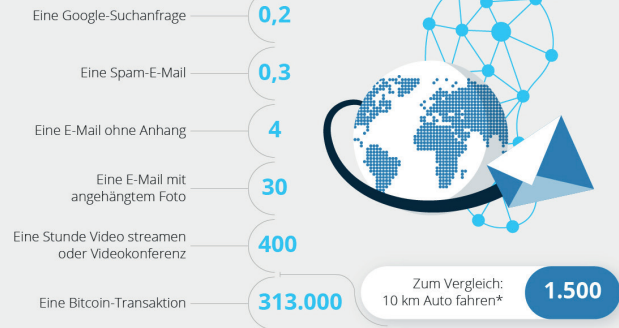 Eine Google-Suchanfrage
0,2
Eine Spam-E-Mail
0,3
Eine E-Mail ohne Anhang
4
Eine E-Mail mit
angehängtem Foto
30
Eine Stunde Video streamen
oder Videokonferenz
400
Eine Bitcoin-Transaktion
313.000
Zum Vergleich:
10 km Auto fahren*
1.500